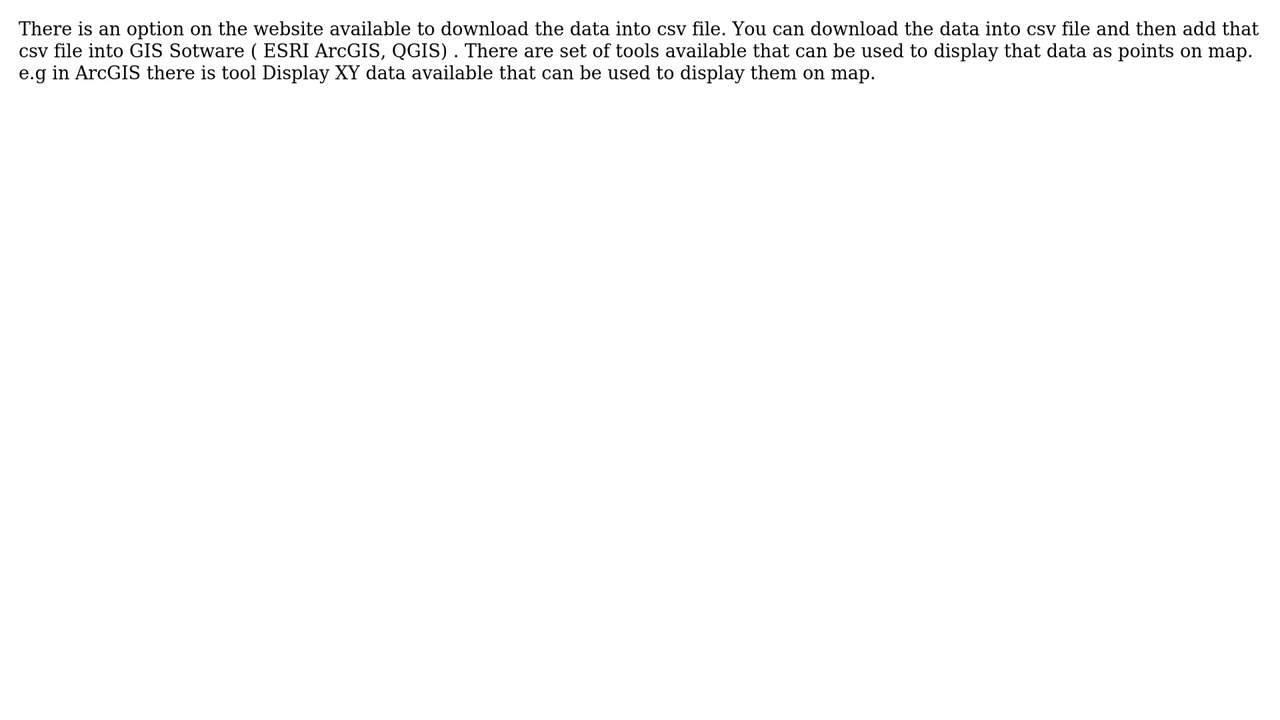 There is an option on the website available to download the data into csv file. You can download the data into csv file and then add that
csv file into GIS Sotware ( ESRI ArcGIS, QGIS) . There are set of tools available that can be used to display that data as points on map.
e.g in ArcGIS there is tool Display XY data available that can be used to display them on map.